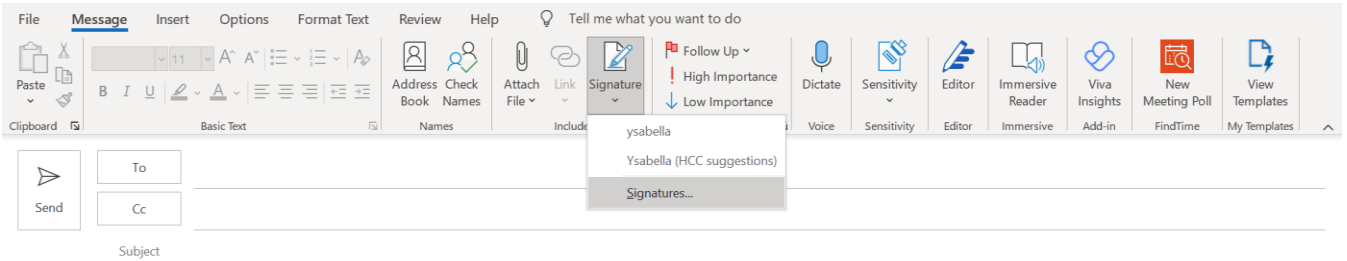 File Message Insert Options Format Text Review Help Tell me what you want to do
11
Paste
B I U A
Address Book
Check Names
Attach File
Link
Signature
Follow Up
High Importance
Low Importance
Dictate
Sensitivity
Editor
Immersive Reader
Viva Insights
New Meeting Poll
View Templates
Clipboard Basic Text Names Include Voice Sensitivity Editor Immersive Add-in FindTime My Templates
ysabella
Ysabella (HCC suggestions)
Signatures...
To
Send
Cc
Subject